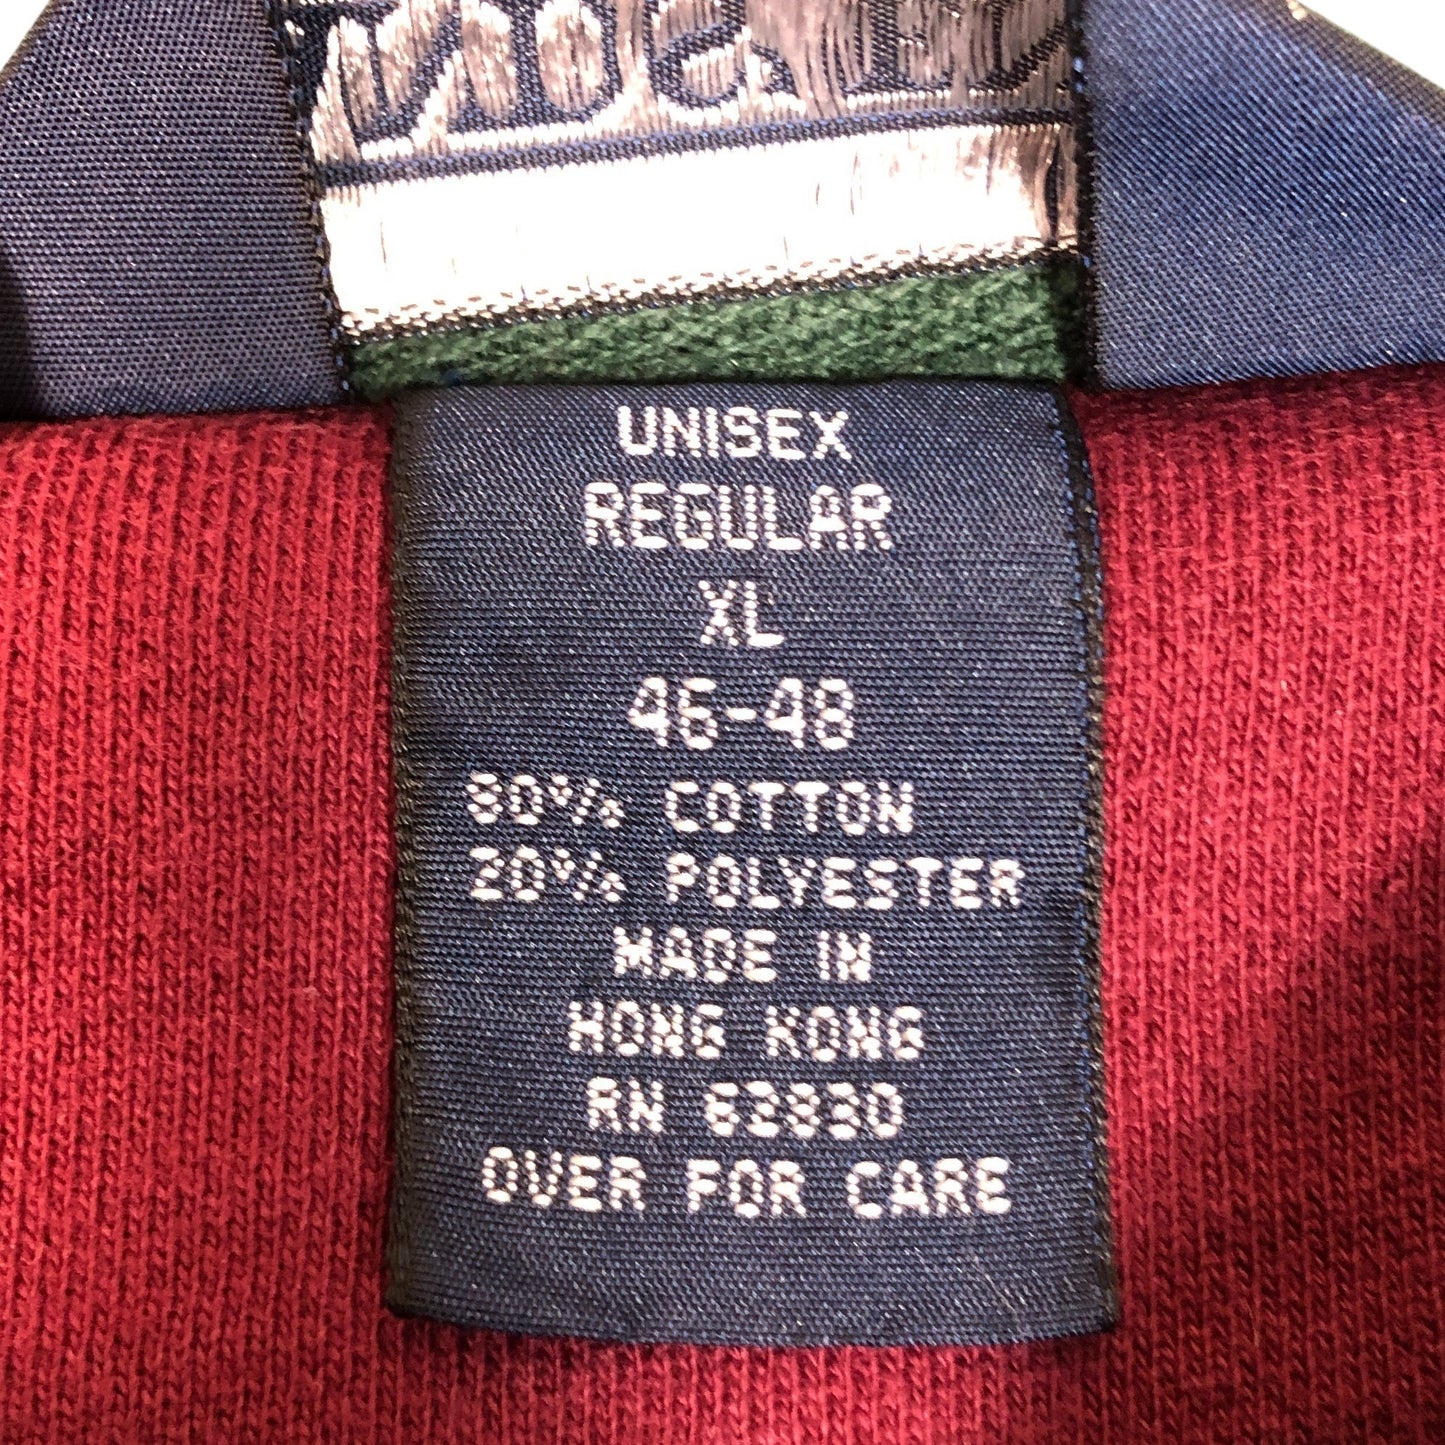 UNISEX
REGULAR
XL
46-48
80% COTTON
20% POLYESTER
MADE IN
HONG KONG
RN 62830
OVER FOR CARE